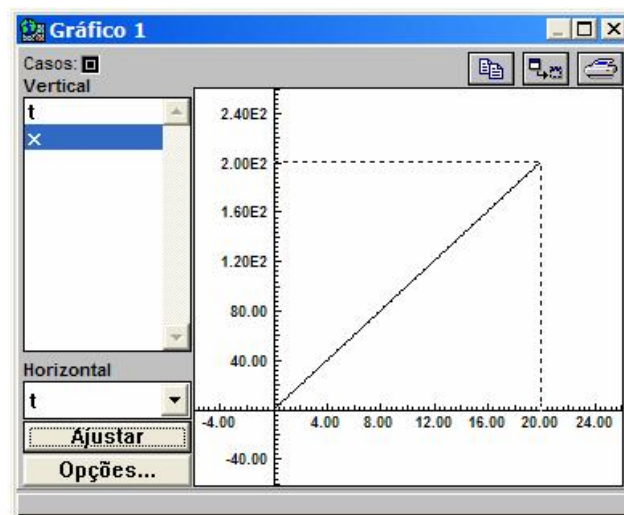 Gráfico 1
Casos:
Vertical
t
x
Horizontal
t
Ajustar
Opções...
2.40E2
2.00E2
1.60E2
1.20E2
80.00
40.00
-4.00 4.00 8.00 12.00 16.00 20.00 24.00
-40.00